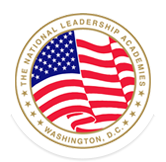 THE NATIONAL LEADERSHIP ACADEMIES
WASHINGTON, D.C.